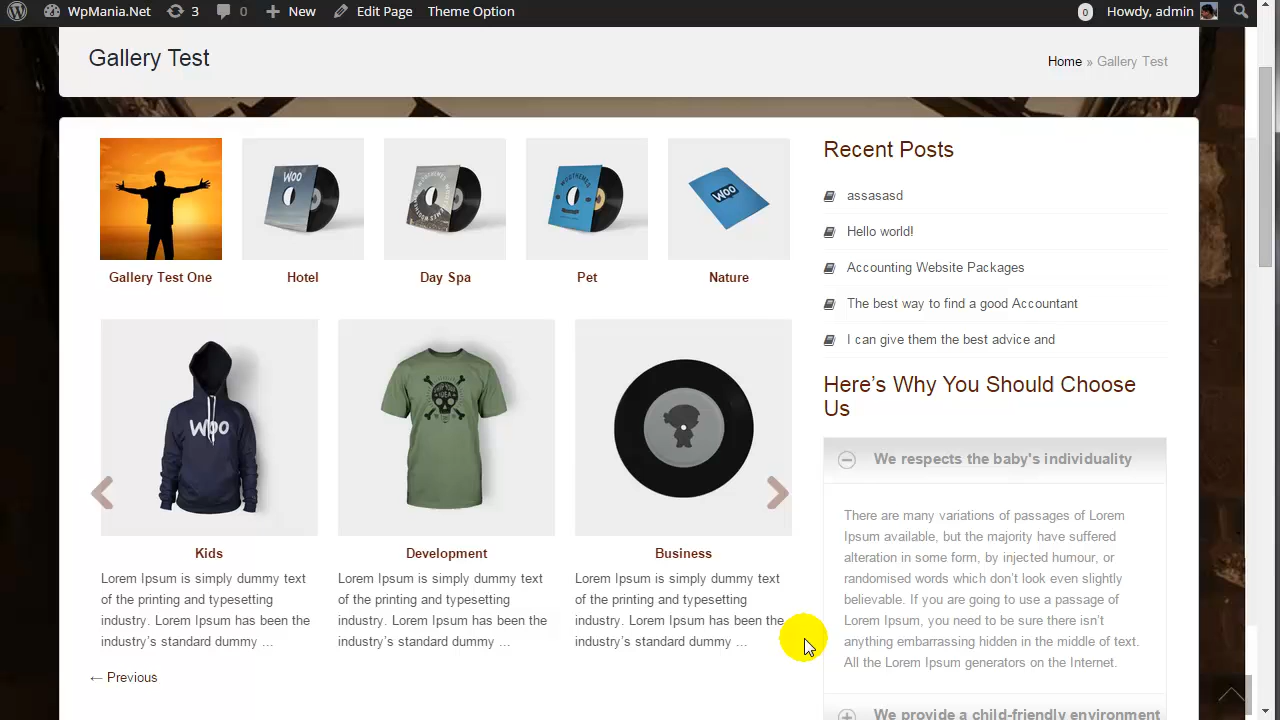 WpMania.Net 3 0 New Edit Page Theme Option 0 Howdy, admin
Gallery Test
Home » Gallery Test
WOO
Woo
Gallery Test One
Hotel
Day Spa
Pet
Nature
Woo
Kids
Development
Business
Lorem Ipsum is simply dummy text
of the printing and typesetting
industry. Lorem Ipsum has been the
industry’s standard dummy ...
Lorem Ipsum is simply dummy text
of the printing and typesetting
industry. Lorem Ipsum has been the
industry’s standard dummy ...
Lorem Ipsum is simply dummy text
of the printing and typesetting
industry. Lorem Ipsum has been the
industry’s standard dummy ...
← Previous
Recent Posts
assasasd
Hello world!
Accounting Website Packages
The best way to find a good Accountant
I can give them the best advice and
Here’s Why You Should Choose
Us
We respects the baby's individuality
There are many variations of passages of Lorem
Ipsum available, but the majority have suffered
alteration in some form, by injected humour, or
randomised words which don’t look even slightly
believable. If you are going to use a passage of
Lorem Ipsum, you need to be sure there isn’t
anything embarrassing hidden in the middle of text.
All the Lorem Ipsum generators on the Internet.
We provide a child-friendly environment